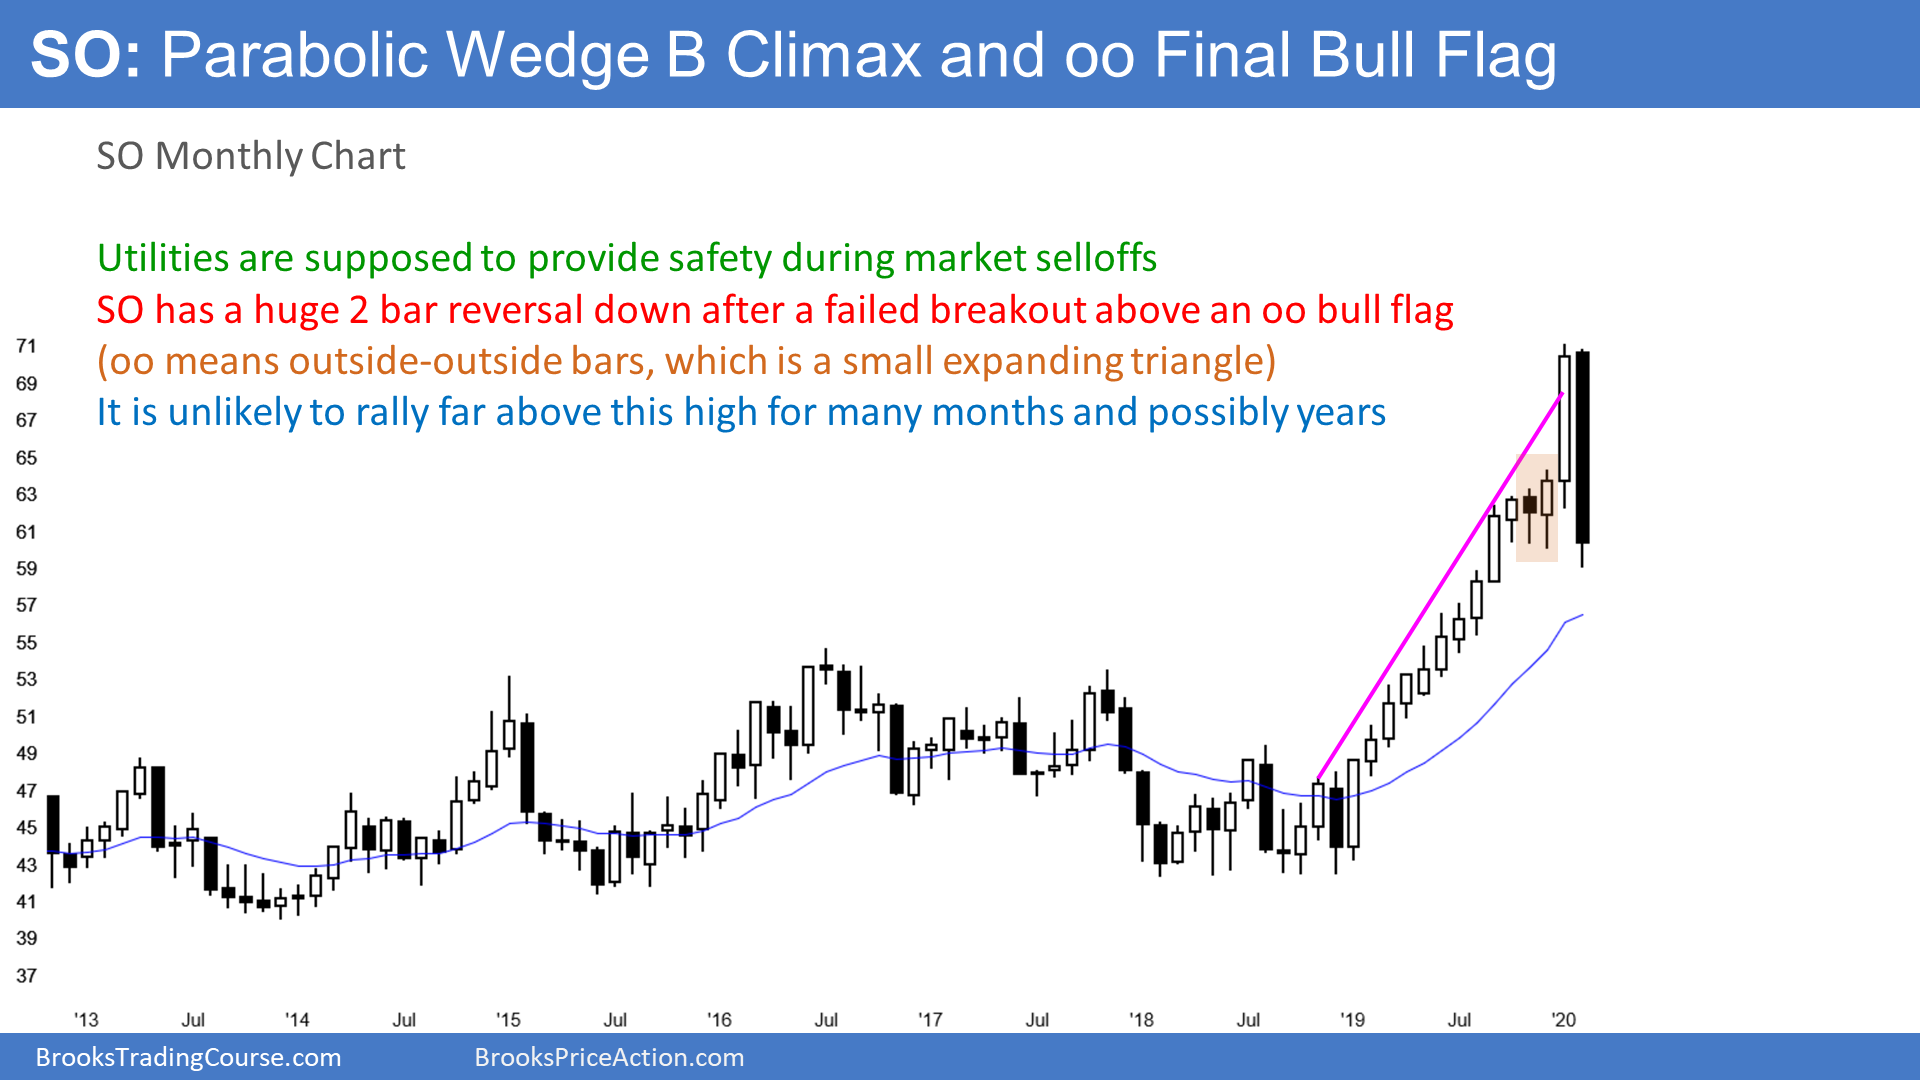 SO: Parabolic Wedge B Climax and oo Final Bull Flag
SO Monthly Chart
Utilities are supposed to provide safety during market selloffs
SO has a huge 2 bar reversal down after a failed breakout above an oo bull flag
(oo means outside-outside bars, which is a small expanding triangle)
It is unlikely to rally far above this high for many months and possibly years
71
69
67
65
63
61
59
57
55
53
51
49
47
45
43
41
39
37
'13 Jul '14 Jul '15 Jul '16 Jul '17 Jul '18 Jul '19 Jul '20
BrooksTradingCourse.com BrooksPriceAction.com